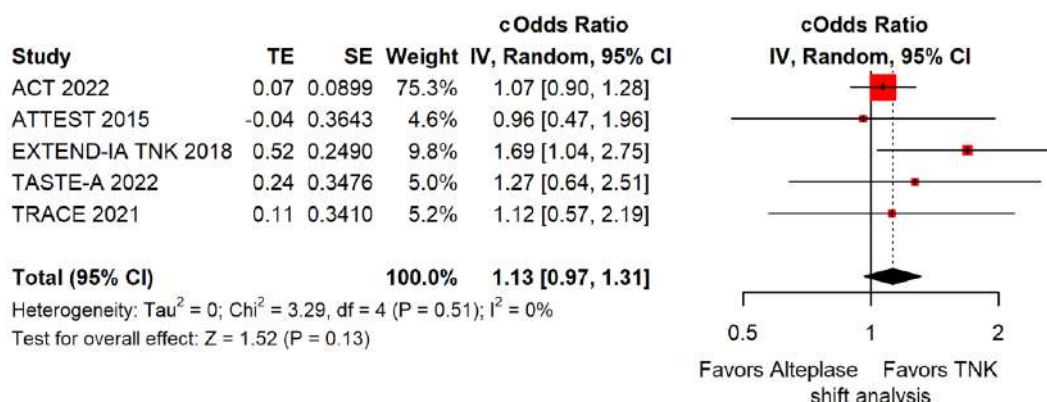 cOdds Ratio cOdds Ratio
Study TE SE Weight IV, Random, 95% CI IV, Random, 95% CI
ACT 2022 0.07 0.0899 75.3% 1.07 [0.90, 1.28]
ATTEST 2015 -0.04 0.3643 4.6% 0.96 [0.47, 1.96]
EXTEND-IA TNK 2018 0.52 0.2490 9.8% 1.69 [1.04, 2.75]
TASTE-A 2022 0.24 0.3476 5.0% 1.27 [0.64, 2.51]
TRACE 2021 0.11 0.3410 5.2% 1.12 [0.57, 2.19]
Total (95% CI) 100.0% 1.13 [0.97, 1.31]
Heterogeneity: Tau² = 0; Chi² = 3.29, df = 4 (P = 0.51); I² = 0%
Test for overall effect: Z = 1.52 (P = 0.13)
0.5 1 2
Favors Alteplase Favors TNK
shift analysis